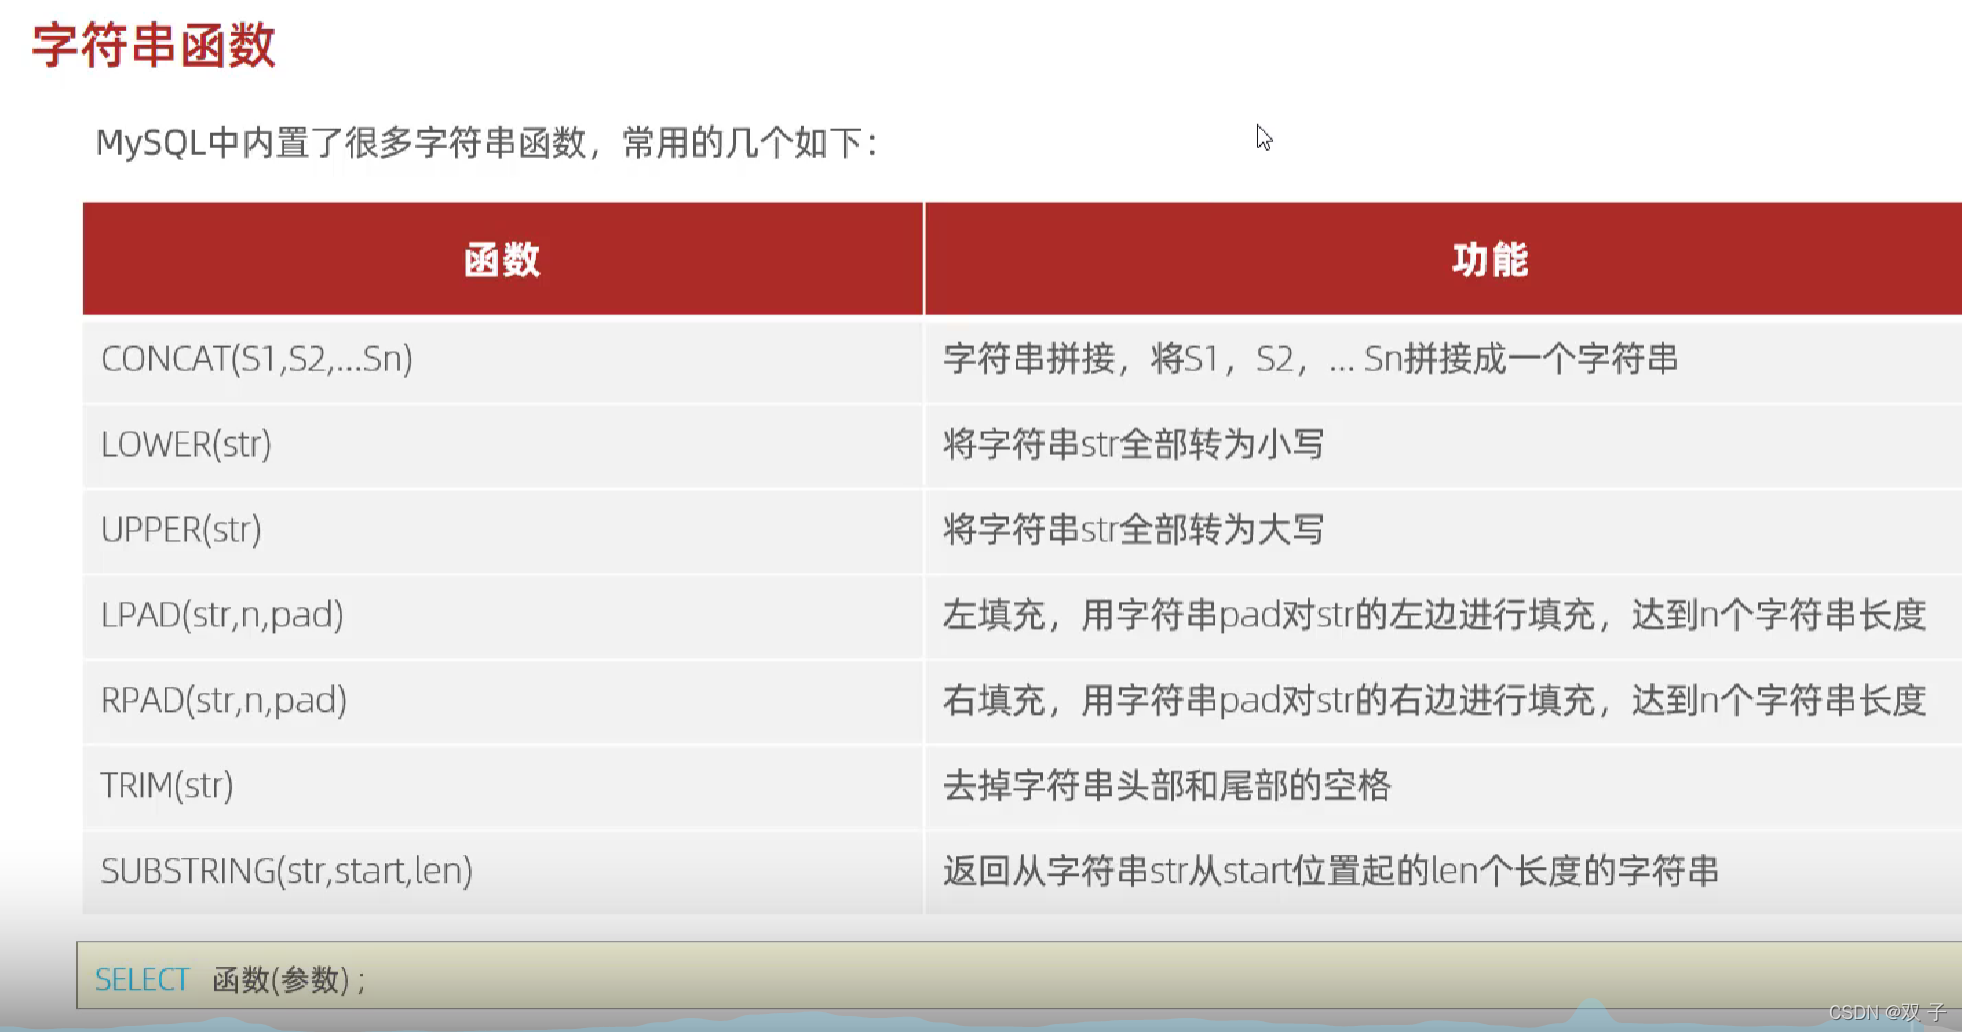 字符串函数
MySQL中内置了很多字符串函数，常用的几个如下：
函数 功能
CONCAT(S1,S2,...Sn) 字符串拼接，将S1，S2，... Sn拼接成一个字符串
LOWER(str) 将字符串str全部转为小写
UPPER(str) 将字符串str全部转为大写
LPAD(str,n,pad) 左填充，用字符串pad对str的左边进行填充，达到n个字符串长度
RPAD(str,n,pad) 右填充，用字符串pad对str的右边进行填充，达到n个字符串长度
TRIM(str) 去掉字符串头部和尾部的空格
SUBSTRING(str,start,len) 返回从字符串str从start位置起的len个长度的字符串
SELECT 函数(参数) ;
CSDN @双 子